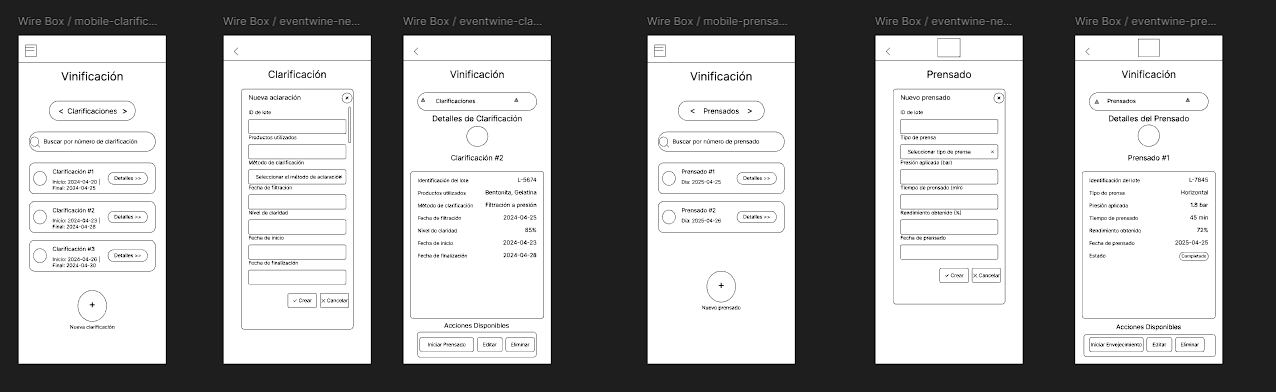 Wire Box / mobile-clarific...
Vinificación
< Clarificaciones >
Buscar por número de clarificación
Clarificación #1
Inicio: 2024-04-20 |
Final: 2024-04-25
Detalles >>
Clarificación #2
Inicio: 2024-04-23 |
Final: 2024-04-28
Detalles >>
Clarificación #3
Inicio: 2024-04-26 |
Final: 2024-04-30
Detalles >>
+
Nueva clarificación
Wire Box / eventwine-ne...
Clarificación
Nueva aclaración
ID de lote
Productos utilizados
Método de clarificación
Seleccionar el método de aclaración
Fecha de filtracion
Nivel de claridad
Fecha de inicio
Fecha de finalización
✓ Crear
× Cancelar
Wire Box / eventwine-cla...
Vinificación
Clarificaciones
Detalles de Clarificación
Clarificación #2
Identificación del lote L-5674
Productos utilizados Bentonita, Gelatina
Método de clarificación Filtración a presión
Fecha de filtración 2024-04-25
Nivel de claridad 85%
Fecha de inicio 2024-04-23
Fecha de finalización 2024-04-28
Acciones Disponibles
Iniciar Prensado
Editar
Eliminar
Wire Box / mobile-prensa...
Vinificación
< Prensados >
Buscar por número de prensado
Prensado #1
Día: 2025-04-25
Detalles >>
Prensado #2
Día: 2025-04-26
Detalles >>
+
Nuevo prensado
Wire Box / eventwine-ne...
Prensado
Nuevo prensado
ID de lote
Tipo de prensa
Seleccionar tipo de prensa
Presión aplicada (bar)
Tiempo de prensado (min)
Rendimiento obtenido (%)
Fecha de prensado
✓ Crear
× Cancelar
Wire Box / eventwine-pre...
Vinificación
Prensados
Detalles del Prensado
Prensado #1
Identificación del lote L-7845
Tipo de prensa Horizontal
Presión aplicada 1.8 bar
Tiempo de prensado 45 min
Rendimiento obtenido 72%
Fecha de prensado 2025-04-25
Estado Completado
Acciones Disponibles
Iniciar Envejecimiento
Editar
Eliminar